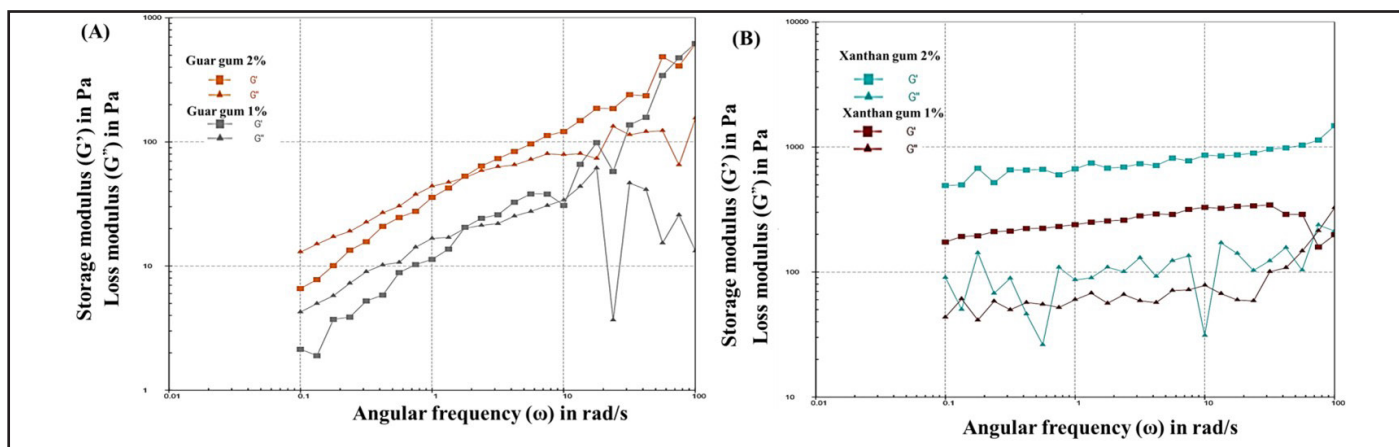 (A)
Guar gum 2%
G'
G"
Guar gum 1%
G'
G"
Storage modulus (G') in Pa
Loss modulus (G") in Pa
1000
100
10
1
0.01
0.1
1
10
100
Angular frequency (ω) in rad/s
(B)
Xanthan gum 2%
G'
G"
Xanthan gum 1%
G'
G"
Storage modulus (G') in Pa
Loss modulus (G") in Pa
10000
1000
100
10
0.01
0.1
1
10
100
Angular frequency (ω) in rad/s